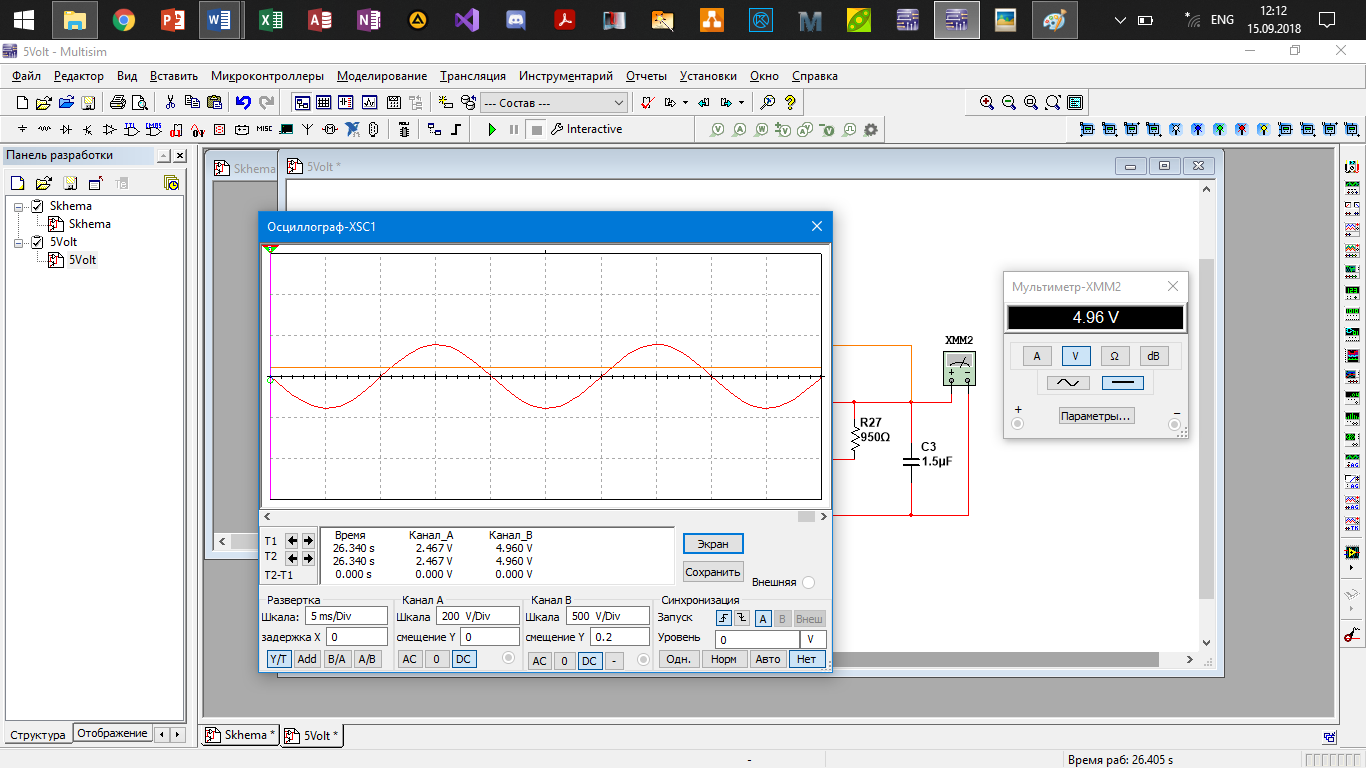 ENG
12:12
15.09.2018
5Volt - Multisim
Файл Редактор Вид Вставить Микроконтроллеры Моделирование Трансляция Инструментарий Отчеты Установки Окно Справка
--- Состав ---
MISC
Interactive
Панель разработки
Skhema
Skhema
5Volt
5Volt
Skhema
5Volt *
Осциллограф-XSC1
Мультиметр-XMM2
4.96 V
A V Ω dB
+ Параметры... −
XMM2
R27
950Ω
C3
1.5µF
T1
T2
T2-T1
Время Канал_A Канал_B
26.340 s 2.467 V 4.960 V
26.340 s 2.467 V 4.960 V
0.000 s 0.000 V 0.000 V
Экран
Сохранить
Внешняя
Развертка
Шкала: 5 ms/Div
задержка X 0
Y/T Add B/A A/B
Канал A
Шкала 200 V/Div
смещение Y 0
AC 0 DC
Канал B
Шкала 500 V/Div
смещение Y 0.2
AC 0 DC -
Синхронизация
Запуск A B Внеш
Уровень 0 V
Одн. Норм Авто Нет
Структура Отображение
Skhema * 5Volt *
-
Время раб: 26.405 s